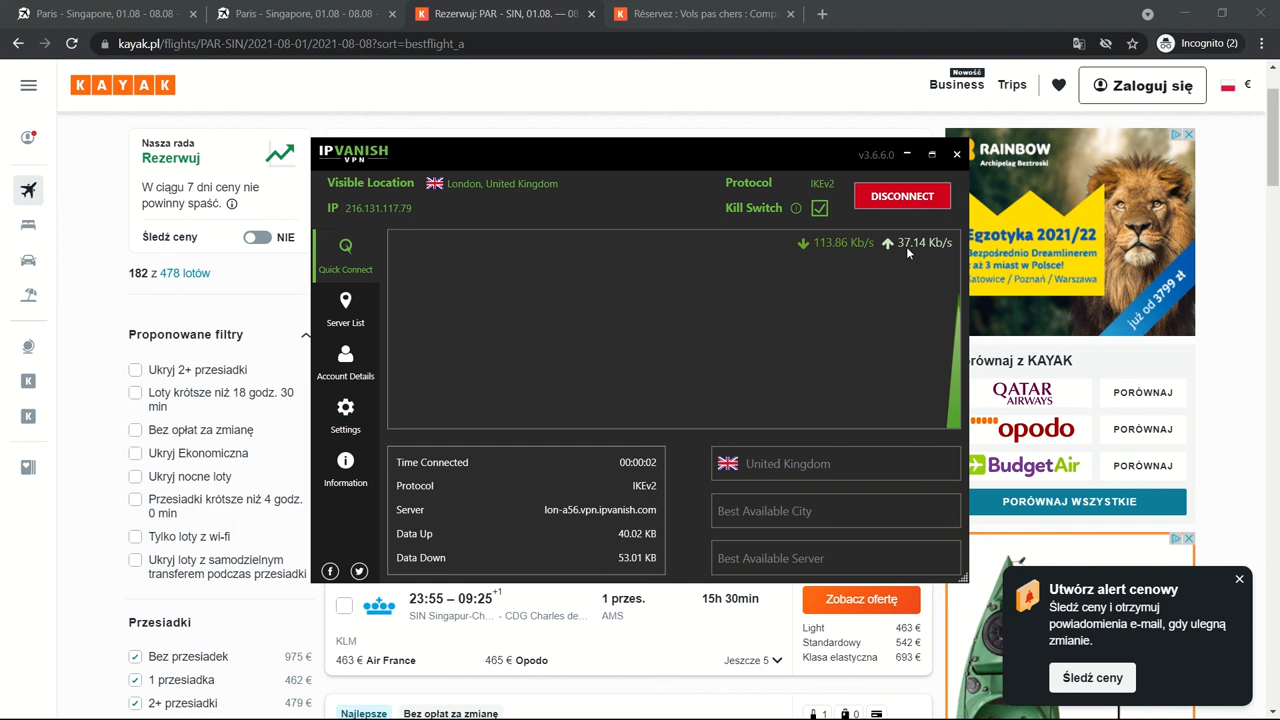 Paris - Singapore, 01.08 - 08.08
Paris - Singapore, 01.08 - 08.08
Rezerwuj: PAR - SIN, 01.08. — 08
Réservez : Vols pas chers : Comp
kayak.pl/flights/PAR-SIN/2021-08-01/2021-08-08?sort=bestflight_a
Incognito (2)
KAYAK
Nowość
Business
Trips
Zaloguj się
€
Nasza rada
Rezerwuj
W ciągu 7 dni ceny nie
powinny spaść.
Śledź ceny
NIE
182 z 478 lotów
Proponowane filtry
Ukryj 2+ przesiadki
Loty krótsze niż 18 godz. 30
min
Bez opłat za zmianę
Ukryj Ekonomiczna
Ukryj nocne loty
Przesiadki krótsze niż 4 godz.
0 min
Tylko loty z wi-fi
Ukryj loty z samodzielnym
transferem podczas przesiadki
Przesiadki
Bez przesiadek 975 €
1 przesiadka 462 €
2+ przesiadki 479 €
IPVANISH
VPN
v3.6.6.0
Visible Location London, United Kingdom
IP 216.131.117.79
Protocol IKEv2
Kill Switch
DISCONNECT
113.86 Kb/s 37.14 Kb/s
Quick Connect
Server List
Account Details
Settings
Information
Time Connected 00:00:02
Protocol IKEv2
Server lon-a56.vpn.ipvanish.com
Data Up 40.02 KB
Data Down 53.01 KB
United Kingdom
Best Available City
Best Available Server
23:55 – 09:25+1
SIN Singapur-Ch... - CDG Charles de...
1 przes.
AMS
15h 30min
KLM
463 € Air France
465 € Opodo
Jeszcze 5
Zobacz ofertę
Light 463 €
Standardowy 542 €
Klasa elastyczna 693 €
Najlepsze
Bez opłat za zmianę
1
0
RAINBOW
Archipelag Beztroski
Egzotyka 2021/22
Bezpośrednio Dreamlinerem
z 3 miast w Polsce!
Katowice / Poznań / Warszawa
już od 3799 zł
orównaj z KAYAK
QATAR
AIRWAYS
PORÓWNAJ
opodo
PORÓWNAJ
BudgetAir
PORÓWNAJ
PORÓWNAJ WSZYSTKIE
Utwórz alert cenowy
Śledź ceny i otrzymuj
powiadomienia e-mail, gdy ulegną
zmianie.
Śledź ceny